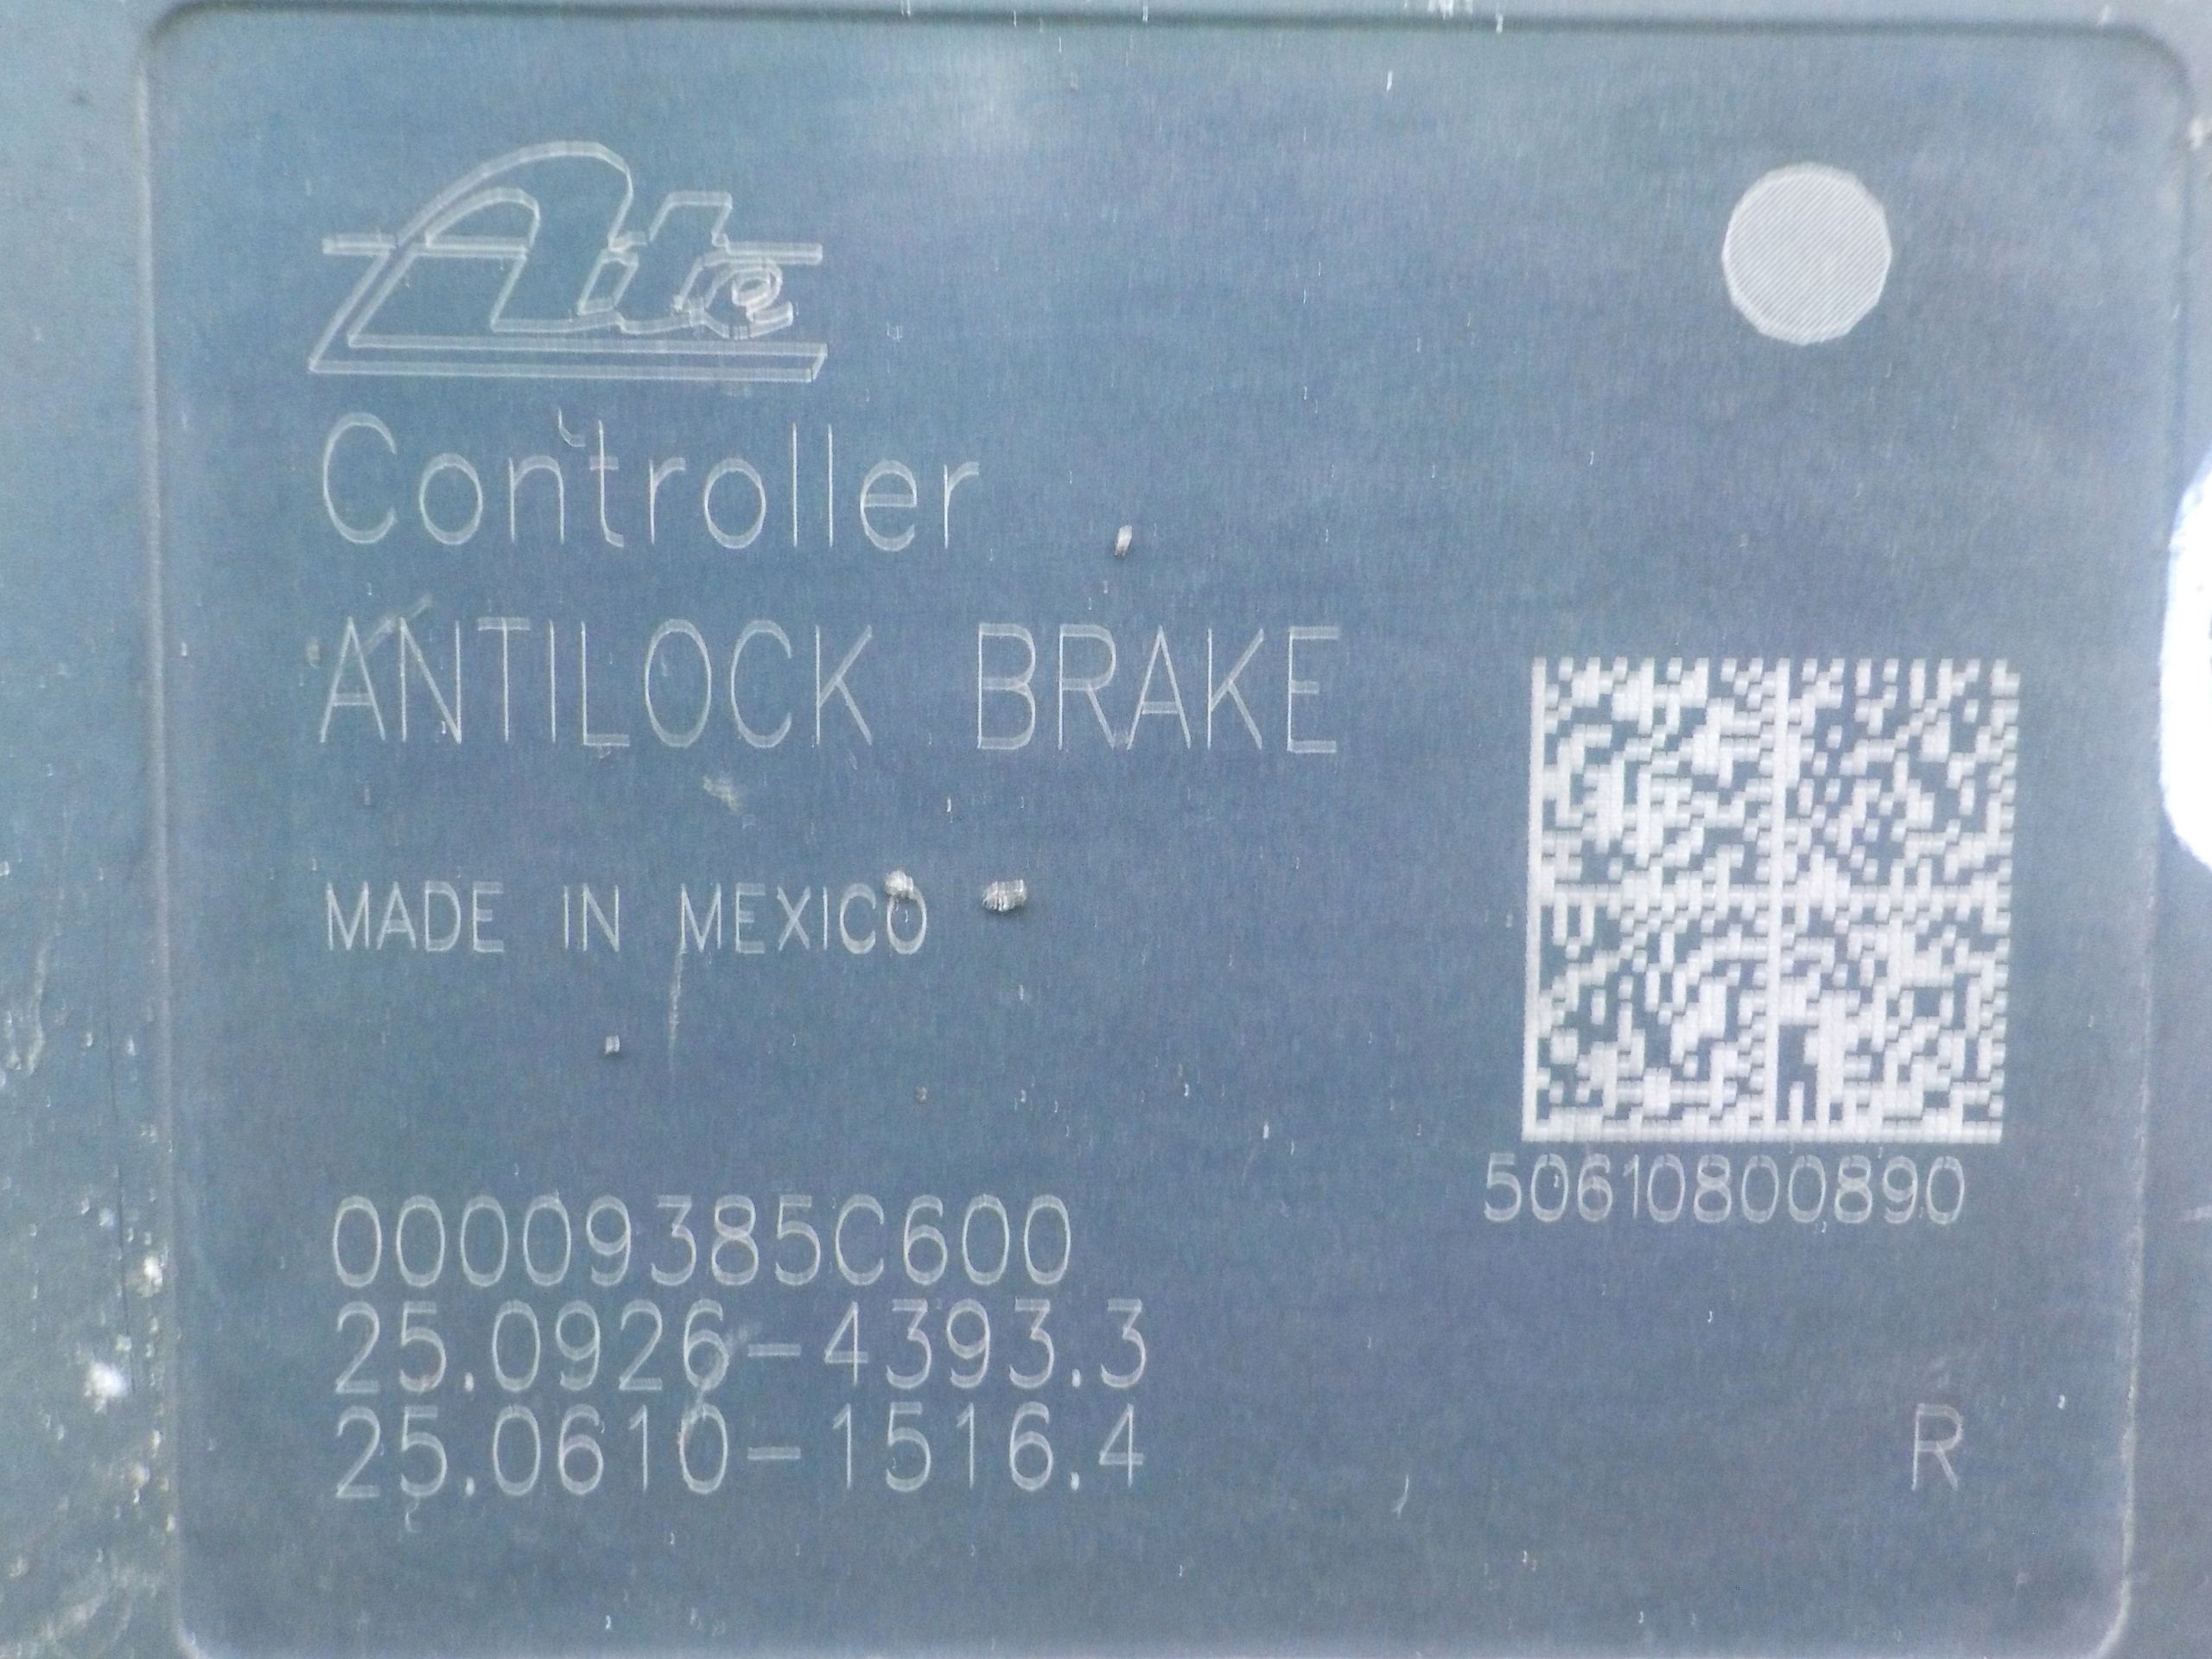 Ate
Controller
ANTILOCK BRAKE
MADE IN MEXICO
50610800890
00009385C600
25.0926-4393.3
25.0610-1516.4
R